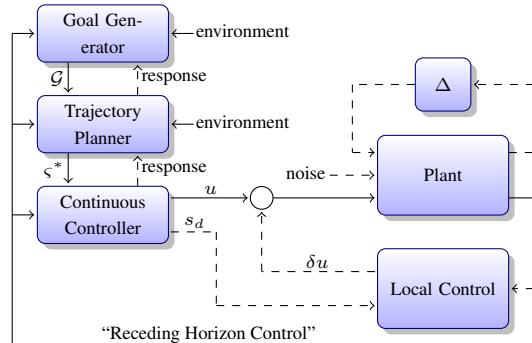 Goal Gen-
erator
environment
𝒢
response
Δ
Trajectory
Planner
environment
ς*
response
noise
Plant
Continuous
Controller
u
s_d
δu
Local Control
“Receding Horizon Control”